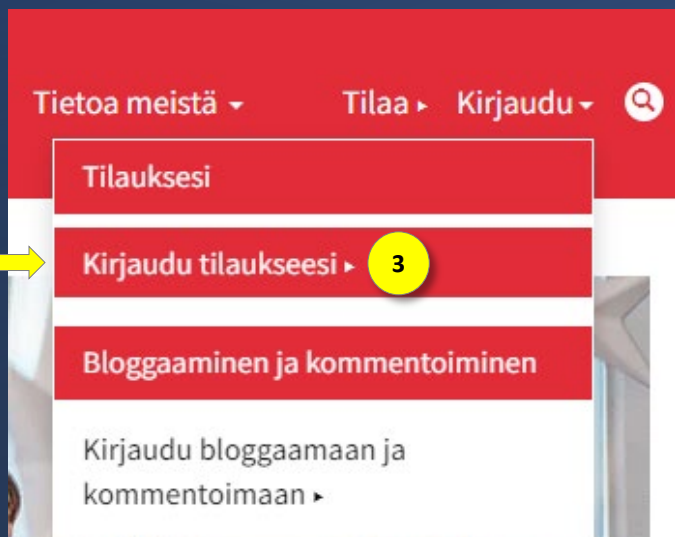 Tietoa meistä Tilaa Kirjaudu
Tilauksesi
Kirjaudu tilaukseesi 3
Bloggaaminen ja kommentoiminen
Kirjaudu bloggaamaan ja
kommentoimaan